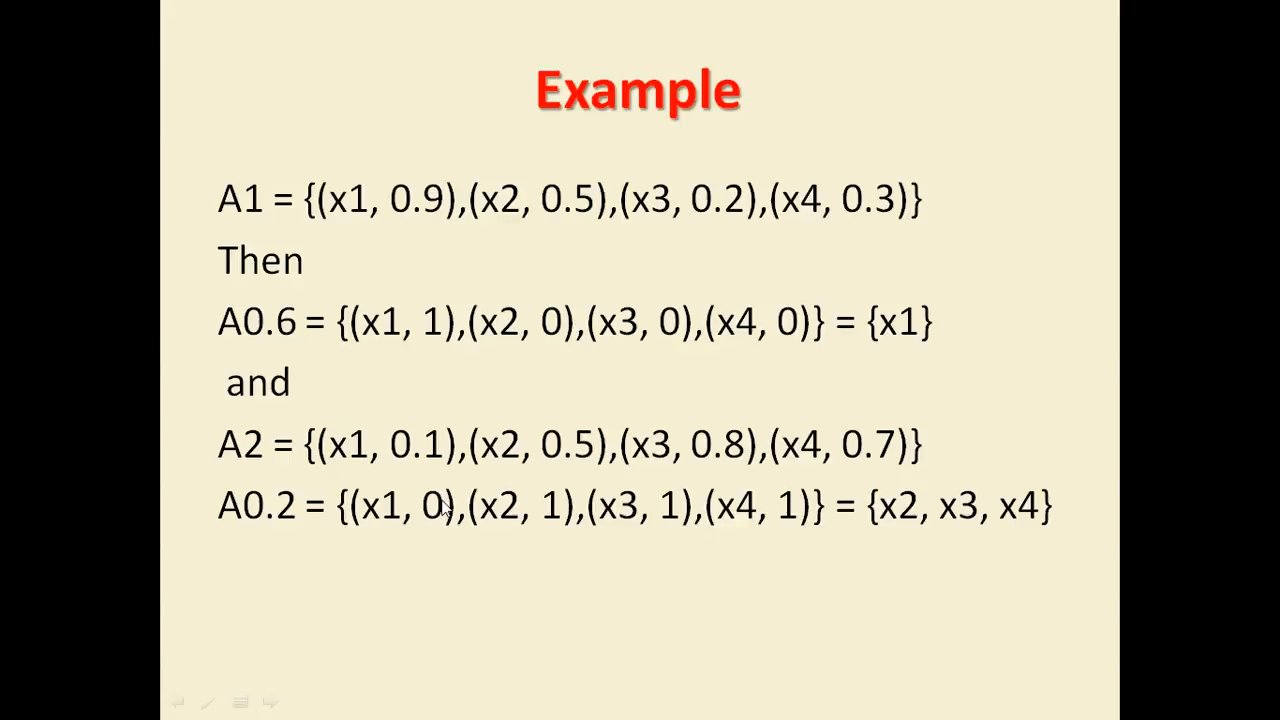 Example
A1 = {(x1, 0.9),(x2, 0.5),(x3, 0.2),(x4, 0.3)}
Then
A0.6 = {(x1, 1),(x2, 0),(x3, 0),(x4, 0)} = {x1}
and
A2 = {(x1, 0.1),(x2, 0.5),(x3, 0.8),(x4, 0.7)}
A0.2 = {(x1, 0),(x2, 1),(x3, 1),(x4, 1)} = {x2, x3, x4}